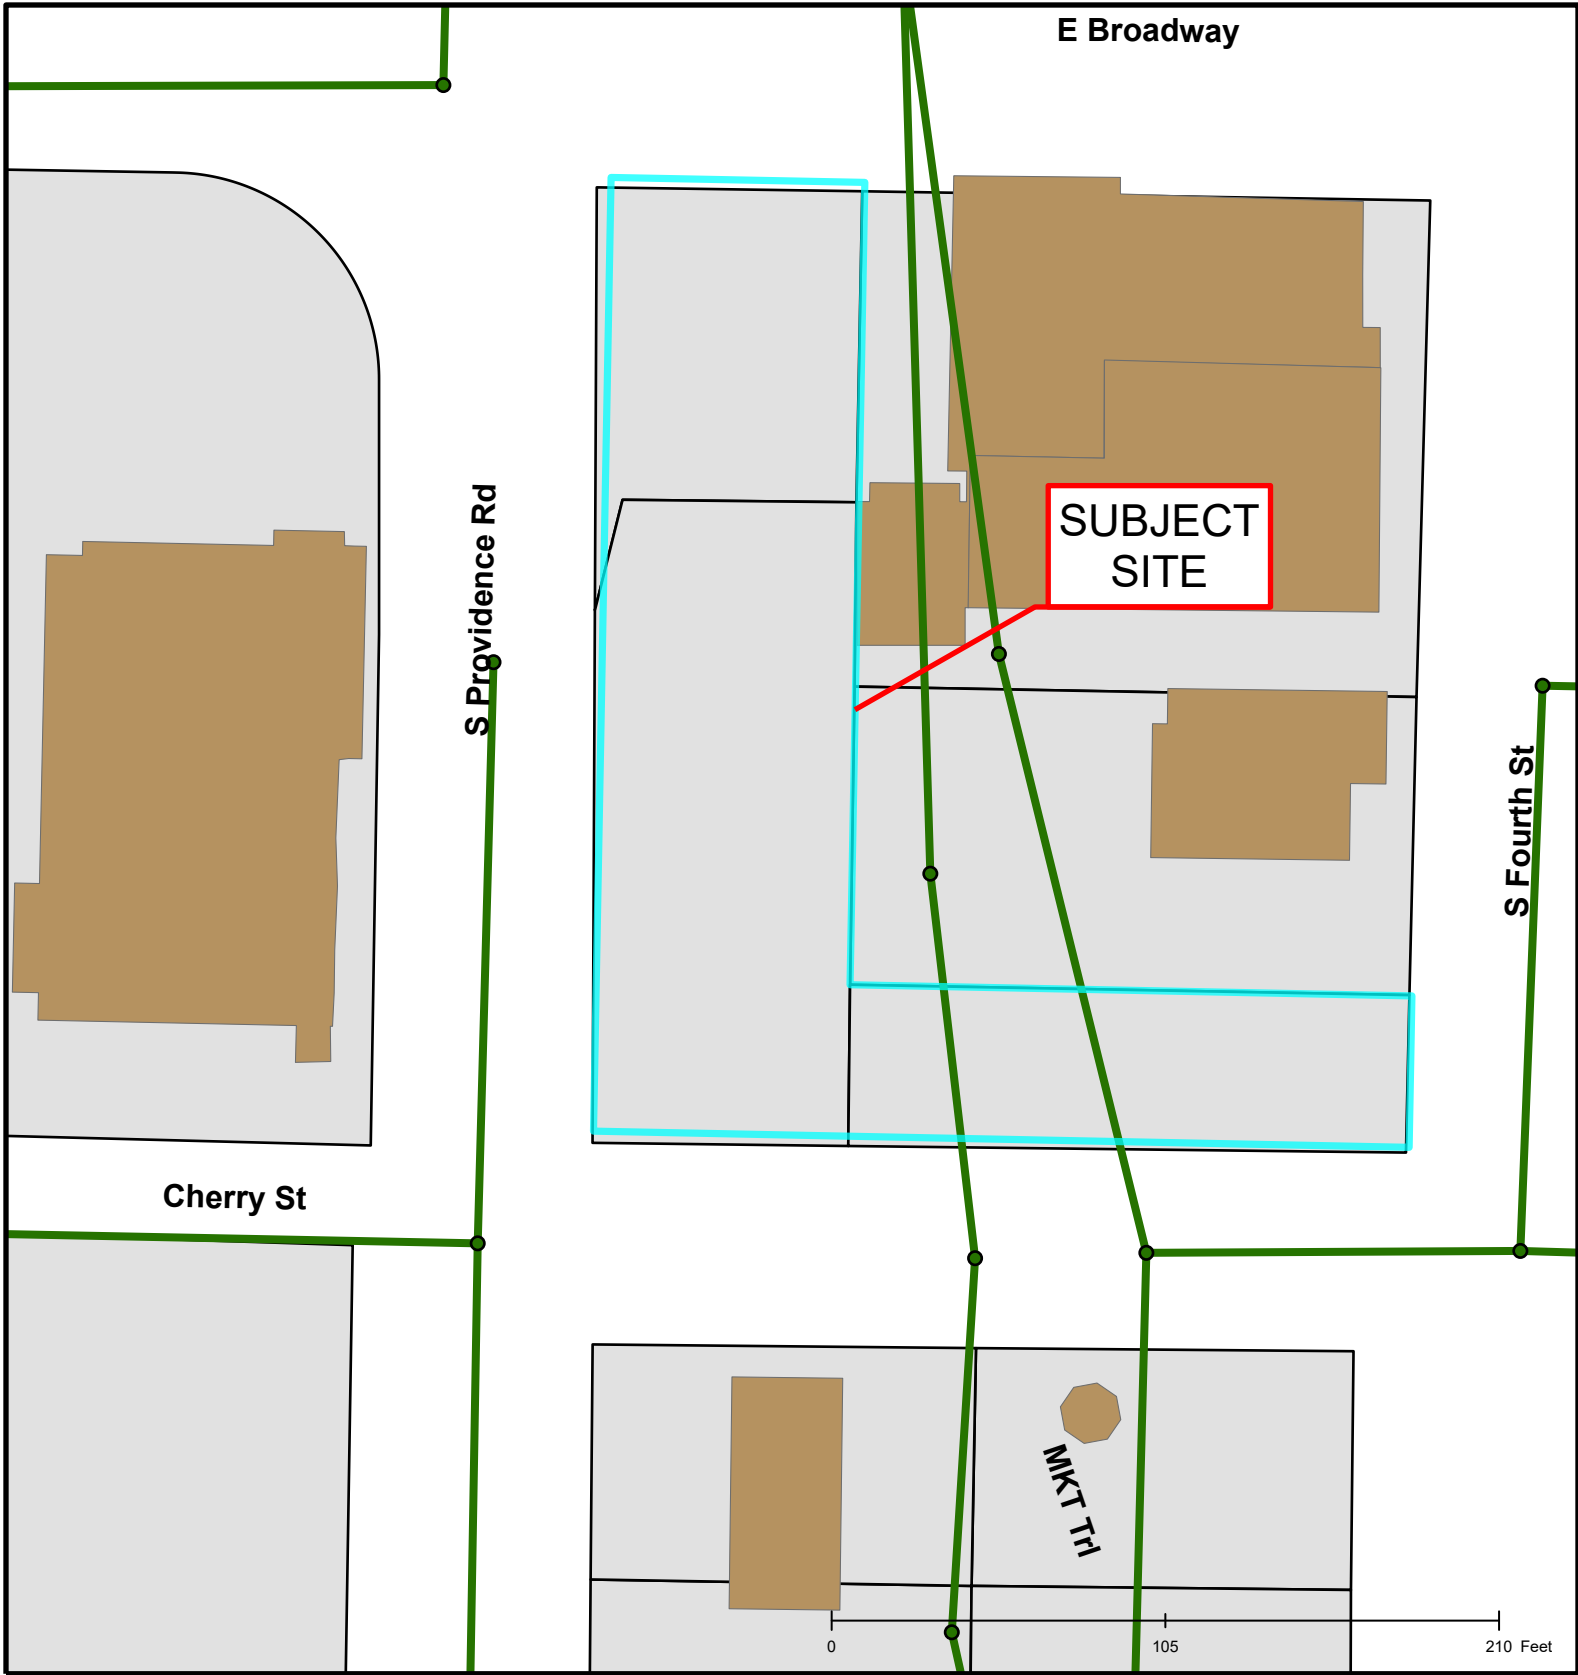 E Broadway
S Providence Rd
SUBJECT
SITE
S Fourth St
Cherry St
MKT Trl
0 105 210 Feet